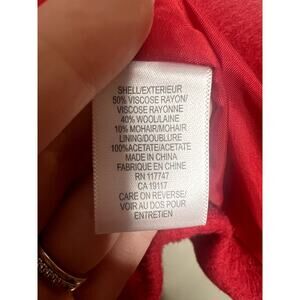 SHELL/EXTERIEUR
50% VISCOSE RAYON/
VISCOSE RAYONNE
40% WOOL/LAINE
10% MOHAIR/MOHAIR
LINING/DOUBLURE
100%ACETATE/ACETATE
MADE IN CHINA
FABRIQUE EN CHINE
RN 117747
CA 19117
CARE ON REVERSE/
VOIR AU DOS POUR
ENTRETIEN